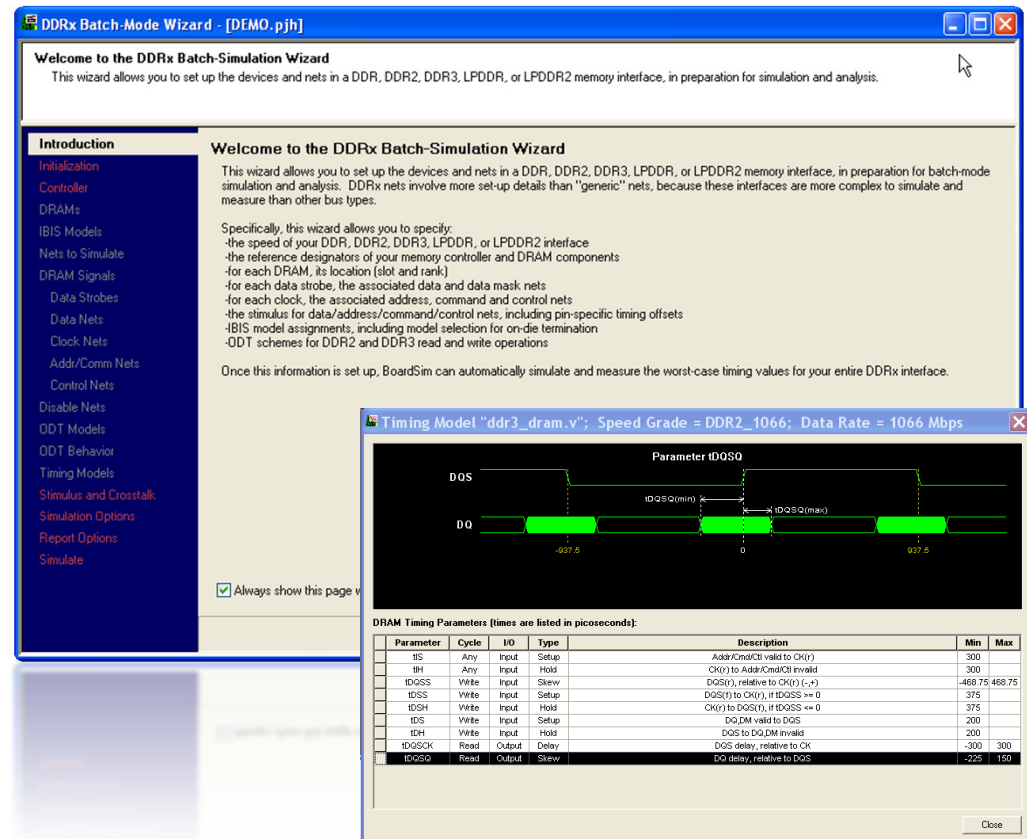 DDRx Batch-Mode Wizard - [DEMO.pjh]
Welcome to the DDRx Batch-Simulation Wizard
This wizard allows you to set up the devices and nets in a DDR, DDR2, DDR3, LPDDR, or LPDDR2 memory interface, in preparation for simulation and analysis.
Introduction
Initialization
Controller
DRAMs
IBIS Models
Nets to Simulate
DRAM Signals
Data Strobes
Data Nets
Clock Nets
Addr/Comm Nets
Control Nets
Disable Nets
ODT Models
ODT Behavior
Timing Models
Stimulus and Crosstalk
Simulation Options
Report Options
Simulate
Welcome to the DDRx Batch-Simulation Wizard
This wizard allows you to set up the devices and nets in a DDR, DDR2, DDR3, LPDDR, or LPDDR2 memory interface, in preparation for batch-mode
simulation and analysis. DDRx nets involve more set-up details than "generic" nets, because these interfaces are more complex to simulate and
measure than other bus types.
Specifically, this wizard allows you to specify:
-the speed of your DDR, DDR2, DDR3, LPDDR, or LPDDR2 interface
-the reference designators of your memory controller and DRAM components
-for each DRAM, its location (slot and rank)
-for each data strobe, the associated data and data mask nets
-for each clock, the associated address, command and control nets
-the stimulus for data/address/command/control nets, including pin-specific timing offsets
-IBIS model assignments, including model selection for on-die termination
-ODT schemes for DDR2 and DDR3 read and write operations
Once this information is set up, BoardSim can automatically simulate and measure the worst-case timing values for your entire DDRx interface.
Always show this page w
Timing Model "ddr3_dram.v"; Speed Grade = DDR2_1066; Data Rate = 1066 Mbps
Parameter tDQSQ
DQS
tDQSQ(min)
tDQSQ(max)
DQ
-937.5 0 937.5
DRAM Timing Parameters (times are listed in picoseconds):
Parameter Cycle I/O Type Description Min Max
tIS Any Input Setup Addr/Cmd/Ctl valid to CK(r) 300
tIH Any Input Hold CK(r) to Addr/Cmd/Ctl invalid 300
tDQSS Write Input Skew DQS(r), relative to CK(r) (-,+) -468.75 468.75
tDSS Write Input Setup DQS(f) to CK(r), if tDQSS >= 0 375
tDSH Write Input Hold CK(r) to DQS(f), if tDQSS <= 0 375
tDS Write Input Setup DQ,DM valid to DQS 200
tDH Write Input Hold DQS to DQ,DM invalid 200
tDQSCK Read Output Delay DQS delay, relative to CK -300 300
tDQSQ Read Output Skew DQ delay, relative to DQS -225 150
Close